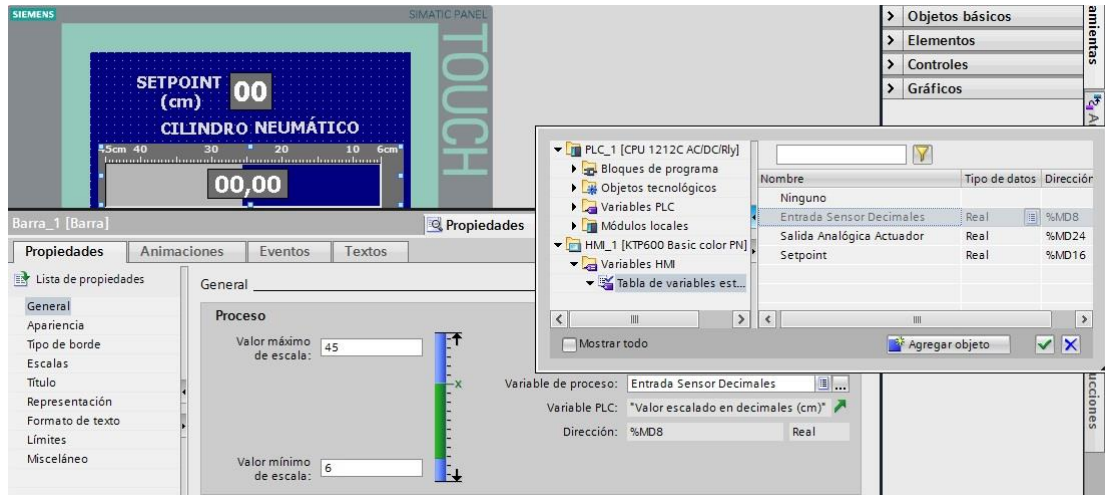 SIEMENS
SIMATIC PANEL
TOUCH
SETPOINT
(cm)
00
CILINDRO NEUMÁTICO
45cm 40 30 20 10 6cm
00,00
Objetos básicos
Elementos
Controles
Gráficos
amientas
PLC_1 [CPU 1212C AC/DC/Rly]
Bloques de programa
Objetos tecnológicos
Variables PLC
Módulos locales
HMI_1 [KTP600 Basic color PN]
Variables HMI
Tabla de variables est...
Mostrar todo
Nombre Tipo de datos Dirección
Ninguno
Entrada Sensor Decimales Real %MD8
Salida Analógica Actuador Real %MD24
Setpoint Real %MD16
Agregar objeto
Barra_1 [Barra]
Propiedades
Propiedades Animaciones Eventos Textos
Lista de propiedades
General
Apariencia
Tipo de borde
Escalas
Título
Representación
Formato de texto
Límites
Misceláneo
General
Proceso
Valor máximo
de escala:
45
Valor mínimo
de escala:
6
x
Variable de proceso: Entrada Sensor Decimales ...
Variable PLC: "Valor escalado en decimales (cm)"
Dirección: %MD8 Real
ucciones